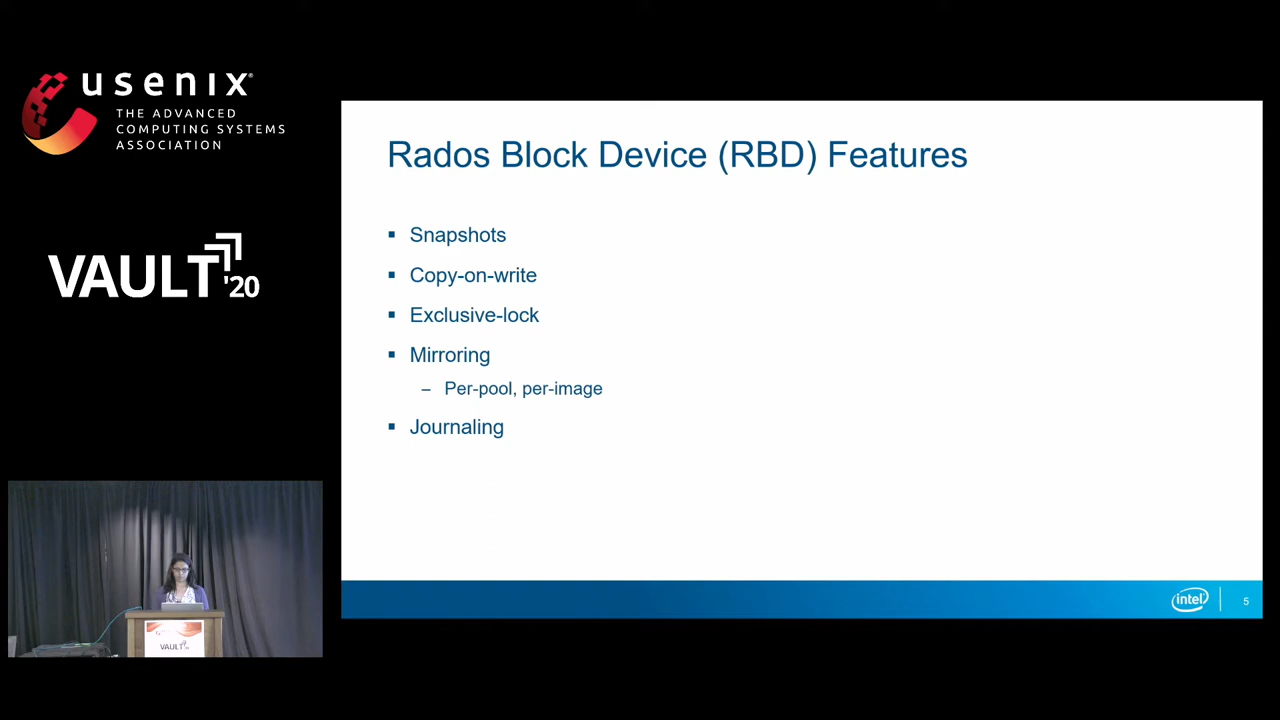 usenix
THE ADVANCED
COMPUTING SYSTEMS
ASSOCIATION
VAULT '20
Rados Block Device (RBD) Features
Snapshots
Copy-on-write
Exclusive-lock
Mirroring
– Per-pool, per-image
Journaling
intel
5
VAULT '20